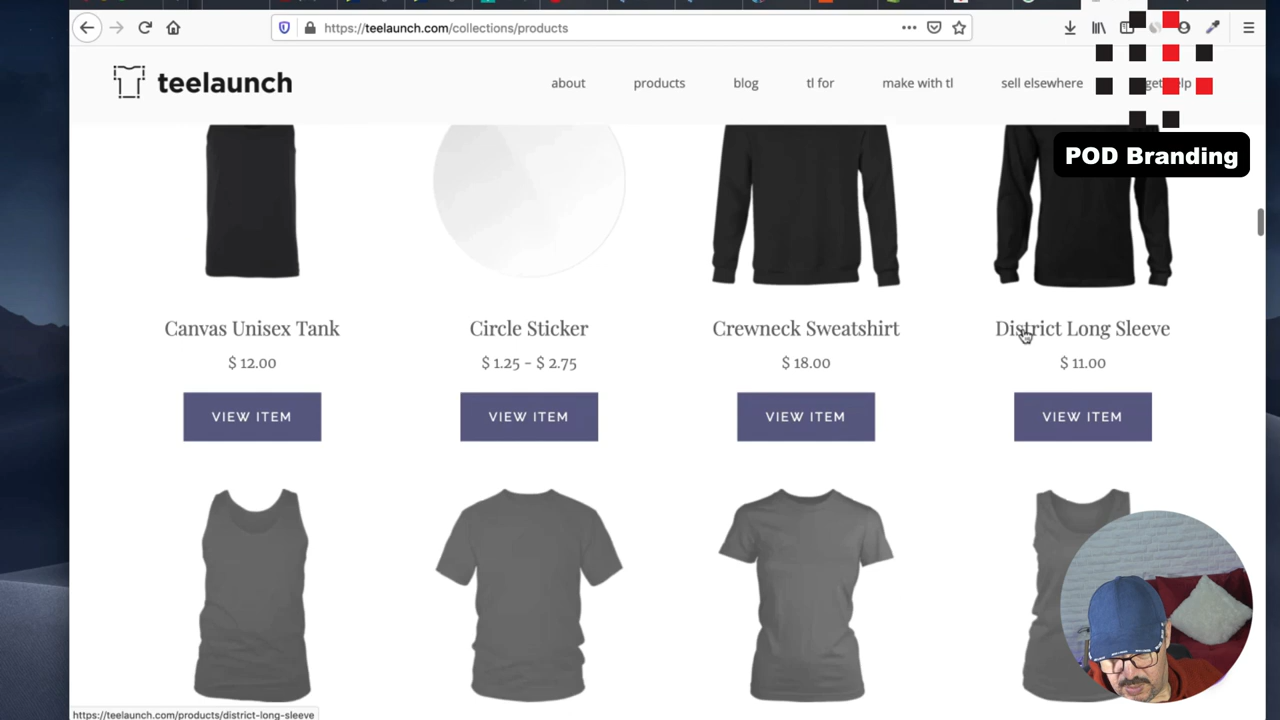 https://teelaunch.com/collections/products
teelaunch
about
products
blog
tl for
make with tl
sell elsewhere
get help
POD Branding
Canvas Unisex Tank
Circle Sticker
Crewneck Sweatshirt
District Long Sleeve
$ 12.00
$ 1.25 - $ 2.75
$ 18.00
$ 11.00
VIEW ITEM
VIEW ITEM
VIEW ITEM
VIEW ITEM
https://teelaunch.com/products/district-long-sleeve